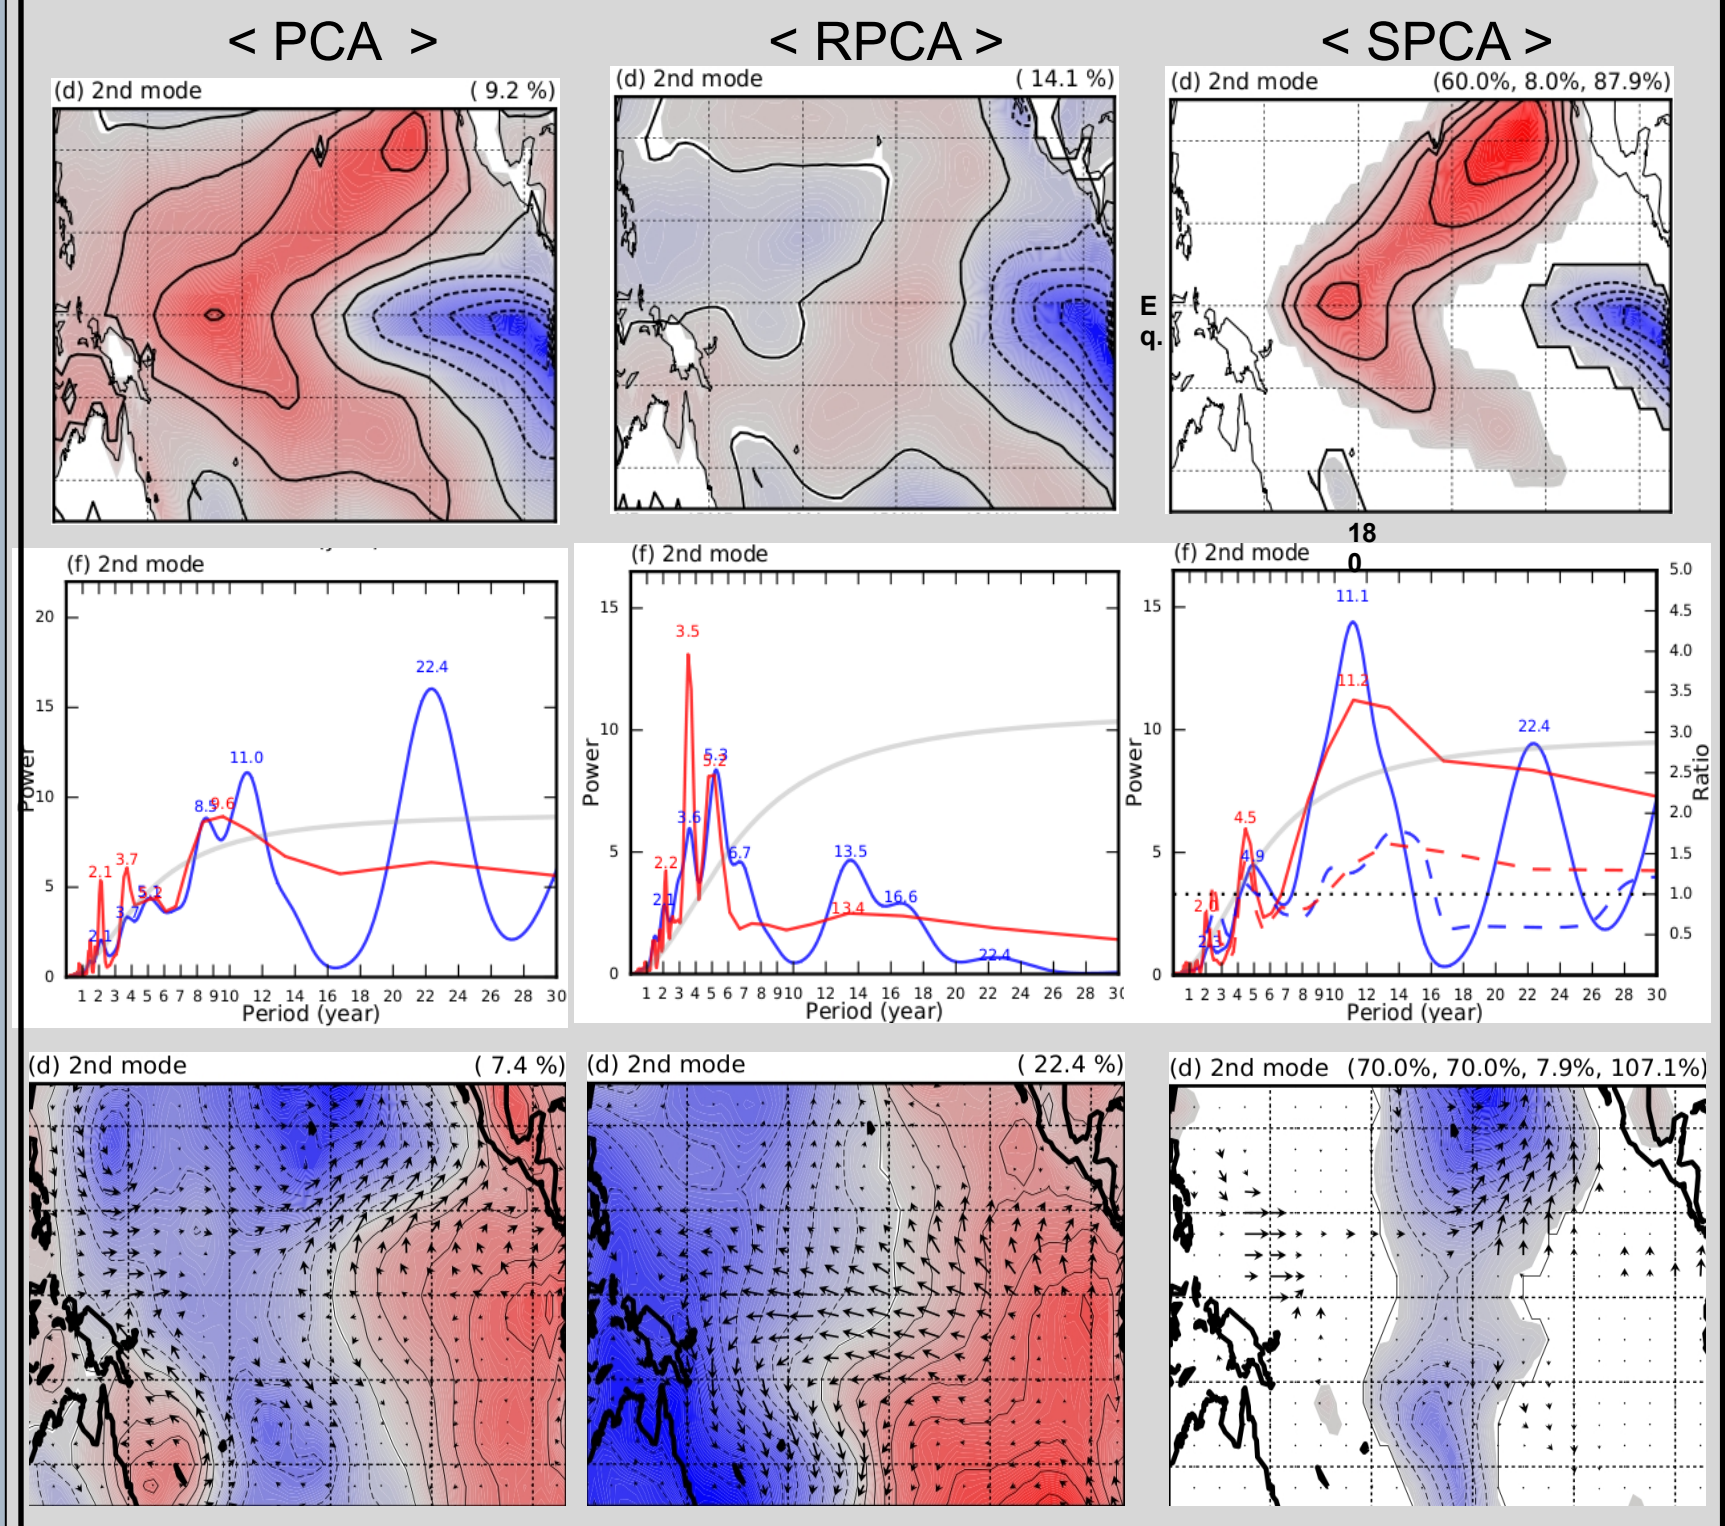 < PCA >
< RPCA >
< SPCA >
(d) 2nd mode ( 9.2 %)
(d) 2nd mode ( 14.1 %)
(d) 2nd mode (60.0%, 8.0%, 87.9%)
E
q.
18
0
(f) 2nd mode
20
15
10
5
0
Power
22.4
11.0
8.5
9.6
3.7
2.1
5.1
5.2
3.7
2.1
1 2 3 4 5 6 7 8 9 10 12 14 16 18 20 22 24 26 28 30
Period (year)
(f) 2nd mode
15
10
5
0
Power
3.5
5.3
5.2
3.6
2.2
2.1
6.7
13.5
16.6
13.4
22.4
1 2 3 4 5 6 7 8 9 10 12 14 16 18 20 22 24 26 28 30
Period (year)
(f) 2nd mode
15
10
5
0
Power
11.1
11.2
22.4
4.5
4.9
2.3
5.0
4.5
4.0
3.5
3.0
2.5
2.0
1.5
1.0
0.5
Ratio
1 2 3 4 5 6 7 8 9 10 12 14 16 18 20 22 24 26 28 30
Period (year)
(d) 2nd mode ( 7.4 %)
(d) 2nd mode ( 22.4 %)
(d) 2nd mode (70.0%, 70.0%, 7.9%, 107.1%)